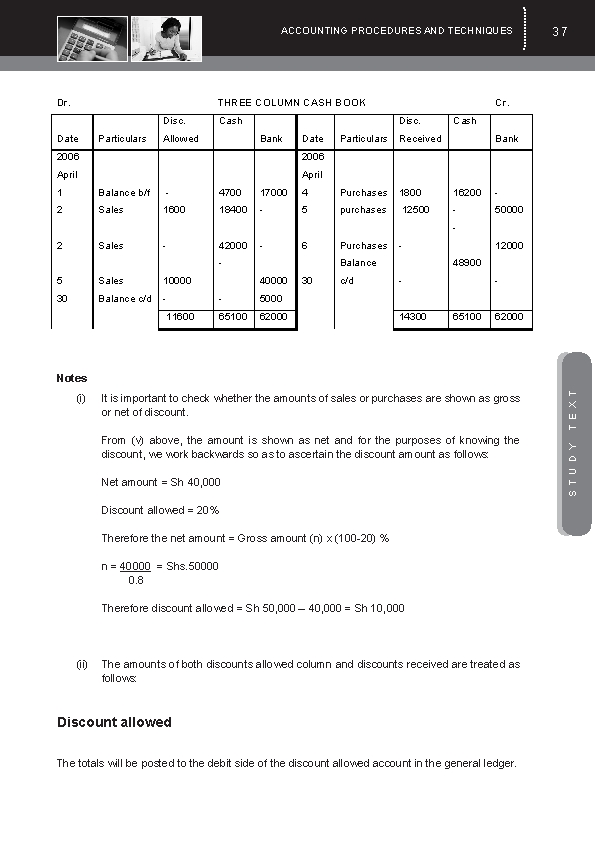 ACCOUNTING PROCEDURES AND TECHNIQUES 37
Dr. THREE COLUMN CASH BOOK Cr.
Disc. Cash Disc. Cash
Date Particulars Allowed Bank Date Particulars Received Bank
2006 2006
April April
1 Balance b/f - 4700 17000 4 Purchases 1800 16200 -
2 Sales 1600 18400 - 5 purchases 12500 - 50000
-
2 Sales - 42000 - 6 Purchases - 12000
- Balance 48900
5 Sales 10000 40000 30 c/d - -
30 Balance c/d - - 5000
11600 65100 62000 14300 65100 62000
Notes
(i) It is important to check whether the amounts of sales or purchases are shown as gross
or net of discount.
From (v) above, the amount is shown as net and for the purposes of knowing the
discount, we work backwards so as to ascertain the discount amount as follows:
Net amount = Sh 40,000
Discount allowed = 20%
Therefore the net amount = Gross amount (n) x (100-20) %
n = 40000 = Shs.50000
0.8
Therefore discount allowed = Sh 50,000 – 40,000 = Sh 10,000
(ii) The amounts of both discounts allowed column and discounts received are treated as
follows:
Discount allowed
The totals will be posted to the debit side of the discount allowed account in the general ledger.
STUDY TEXT